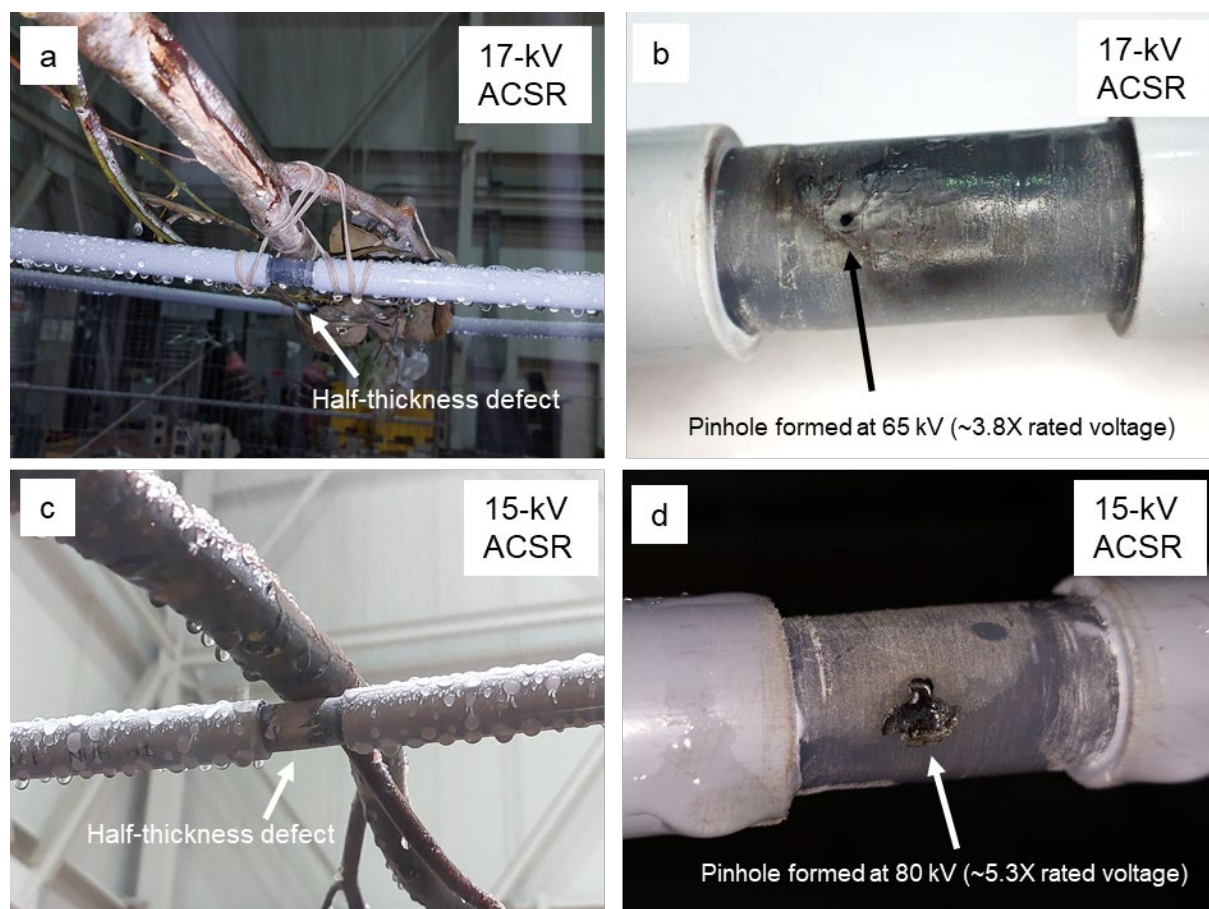 a
17-kV
ACSR
Half-thickness defect
b
17-kV
ACSR
Pinhole formed at 65 kV (~3.8X rated voltage)
c
15-kV
ACSR
Half-thickness defect
d
15-kV
ACSR
Pinhole formed at 80 kV (~5.3X rated voltage)